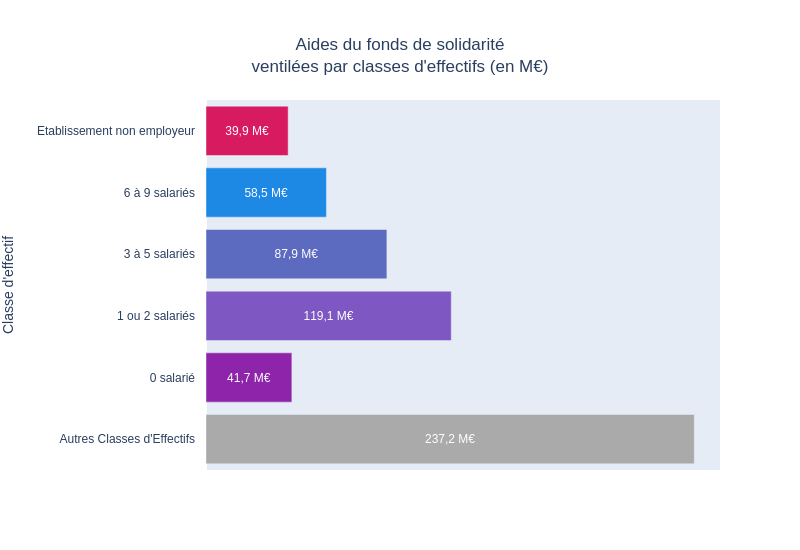 Aides du fonds de solidarité
ventilées par classes d'effectifs (en M€)
Classe d'effectif
Etablissement non employeur
39,9 M€
6 à 9 salariés
58,5 M€
3 à 5 salariés
87,9 M€
1 ou 2 salariés
119,1 M€
0 salarié
41,7 M€
Autres Classes d'Effectifs
237,2 M€